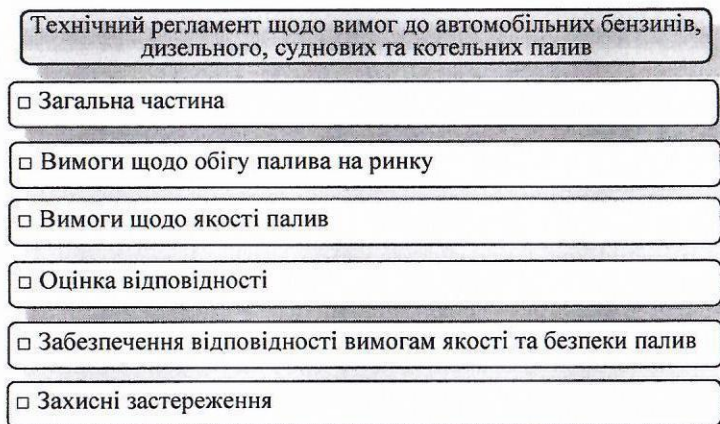 Технічний регламент щодо вимог до автомобільних бензинів,
дизельного, суднових та котельних палив
□ Загальна частина
□ Вимоги щодо обігу палива на ринку
□ Вимоги щодо якості палив
□ Оцінка відповідності
□ Забезпечення відповідності вимогам якості та безпеки палив
□ Захисні застереження